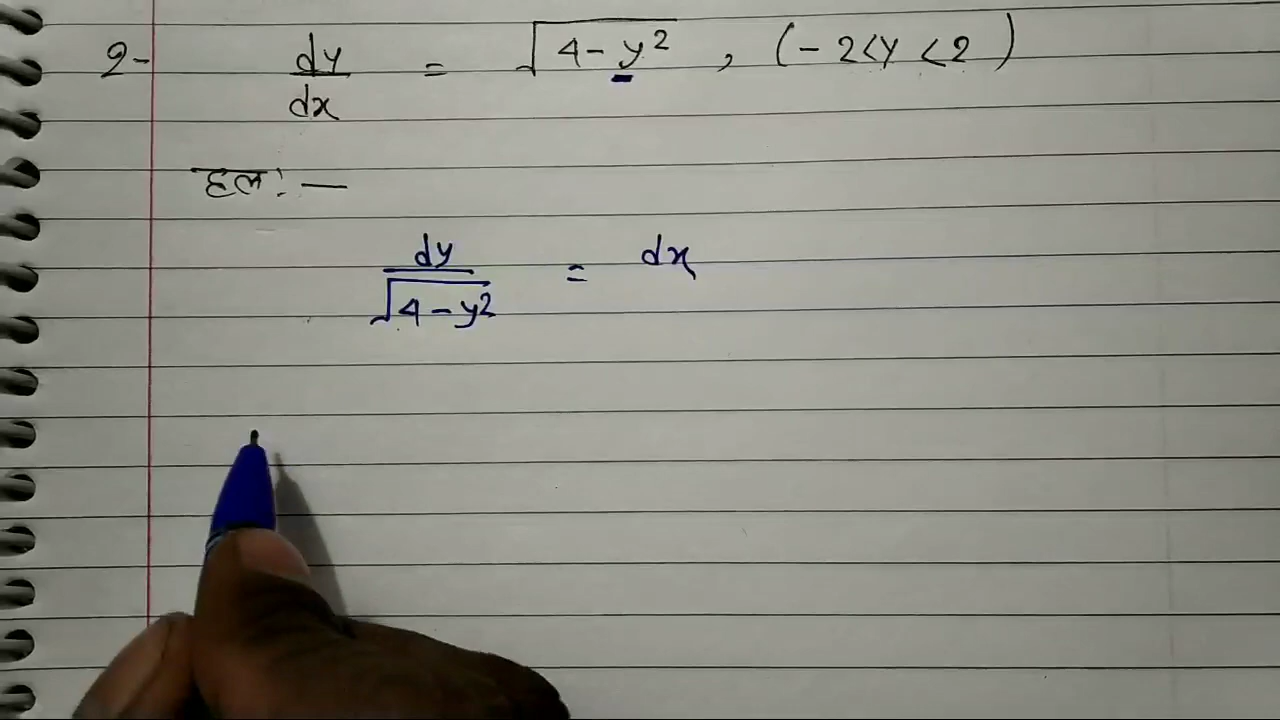 2- dy/dx = √(4-y²) , (-2<y<2)
हल:—
dy/√(4-y²) = dx